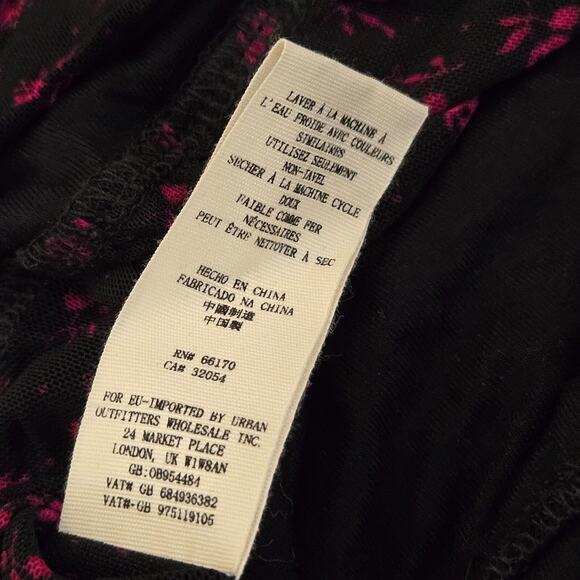 LAVER À LA MACHINE À
L'EAU FROIDE AVEC COULEURS
SIMILAIRES
UTILISEZ SEULEMENT
NON-JAVEL
SÉCHER À LA MACHINE CYCLE
DOUX
FAIBLE COMME FER
NÉCESSAIRES
PEUT ÊTRE NETTOYER À SEC
HECHO EN CHINA
FABRICADO NA CHINA
中國制造
中国製
RN# 66170
CA# 32054
FOR EU-IMPORTED BY URBAN
OUTFITTERS WHOLESALE INC.
24 MARKET PLACE
LONDON, UK W1W8AN
GB:OB954484
VAT# GB 684936382
VAT#-GB 975119105